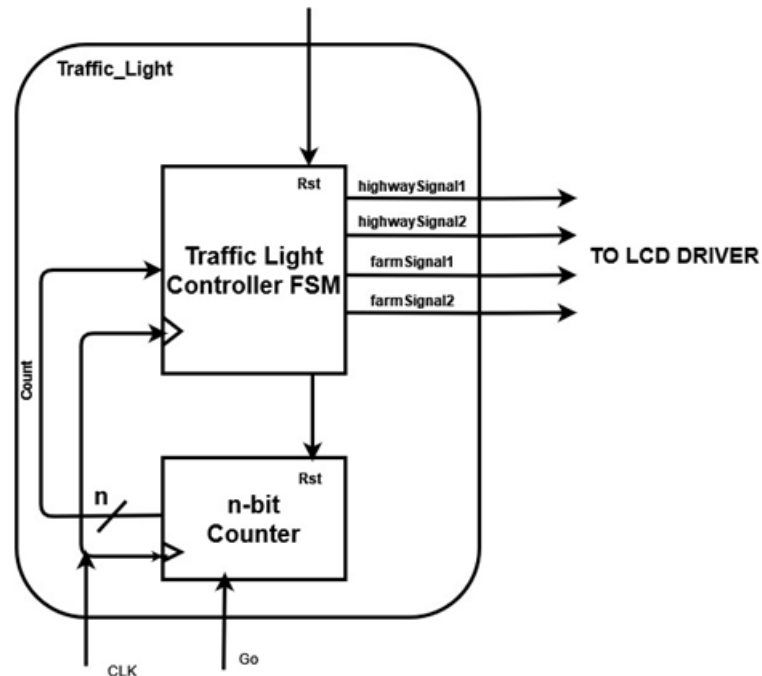 Traffic_Light
Rst
highwaySignal1
highwaySignal2
farmSignal1
farmSignal2
TO LCD DRIVER
Traffic Light
Controller FSM
Count
n
Rst
n-bit
Counter
CLK
Go